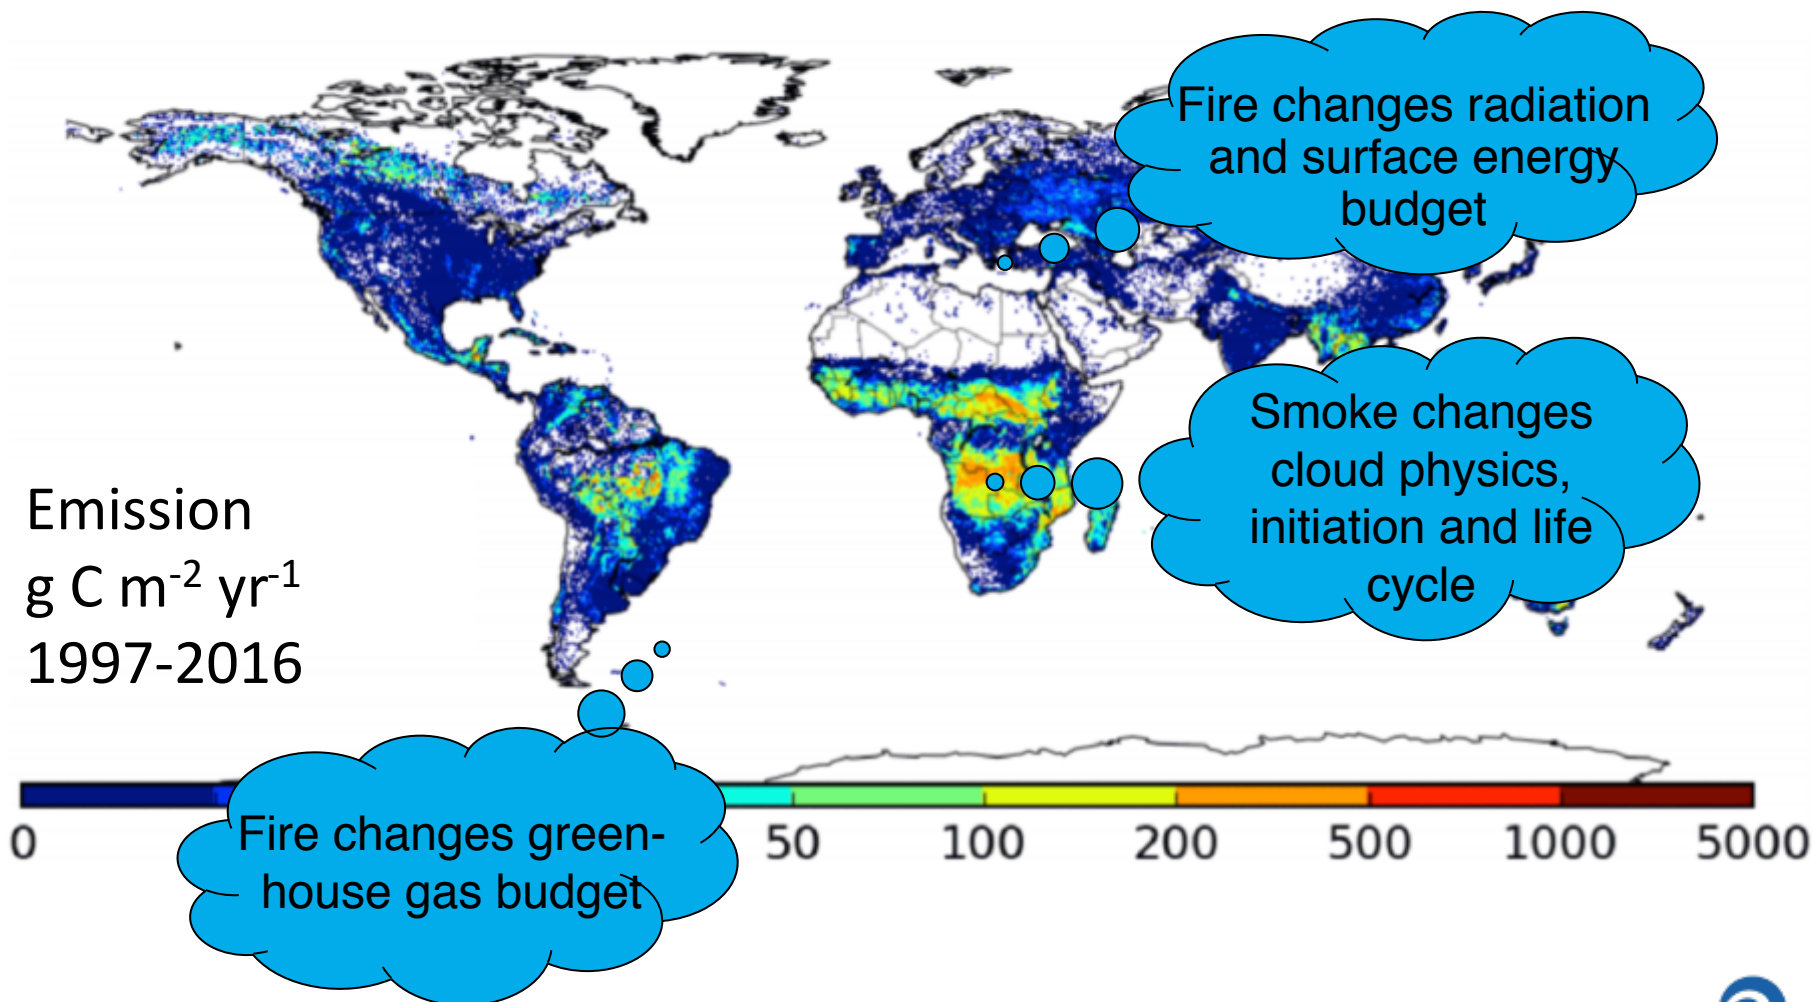 Fire changes radiation
and surface energy
budget
Smoke changes
cloud physics,
initiation and life
cycle
Emission
g C m-2 yr-1
1997-2016
Fire changes green-
house gas budget
0 50 100 200 500 1000 5000